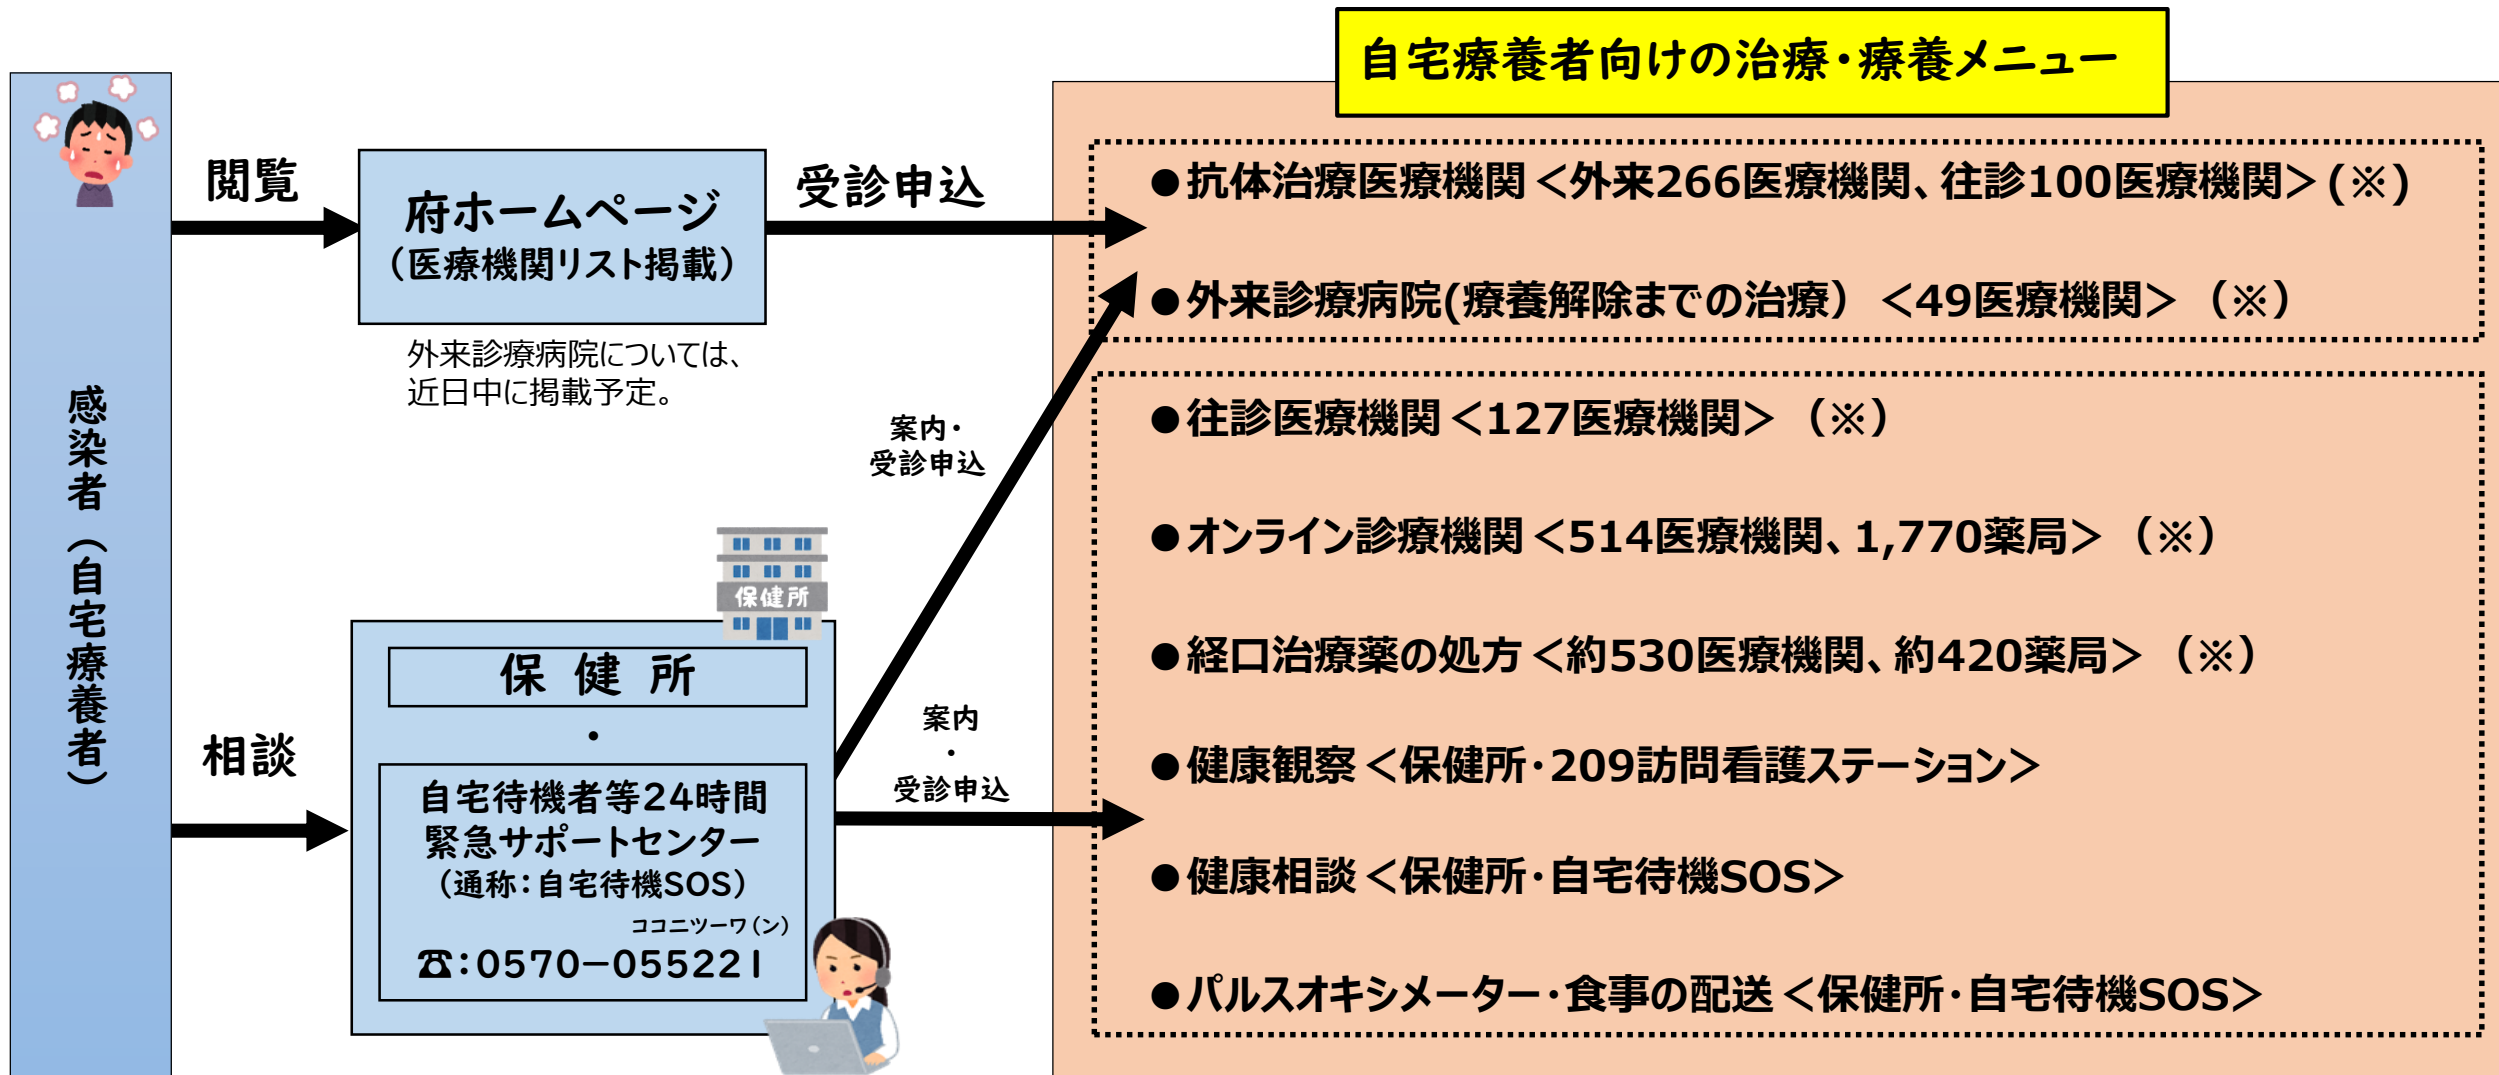 自宅療養者向けの治療・療養メニュー
感染者（自宅療養者）
閲覧
府ホームページ
（医療機関リスト掲載）
外来診療病院については、
近日中に掲載予定。
受診申込
●抗体治療医療機関＜外来266医療機関、往診100医療機関＞(※)
●外来診療病院(療養解除までの治療）＜49医療機関＞（※）
案内・
受診申込
相談
保健所
保 健 所
・
自宅待機者等24時間
緊急サポートセンター
（通称：自宅待機SOS）
ココニツーワ（ン）
☎：0570－055221
案内
・
受診申込
●往診医療機関＜127医療機関＞（※）
●オンライン診療機関＜514医療機関、1,770薬局＞（※）
●経口治療薬の処方＜約530医療機関、約420薬局＞（※）
●健康観察＜保健所・209訪問看護ステーション＞
●健康相談＜保健所・自宅待機SOS＞
●パルスオキシメーター・食事の配送＜保健所・自宅待機SOS＞